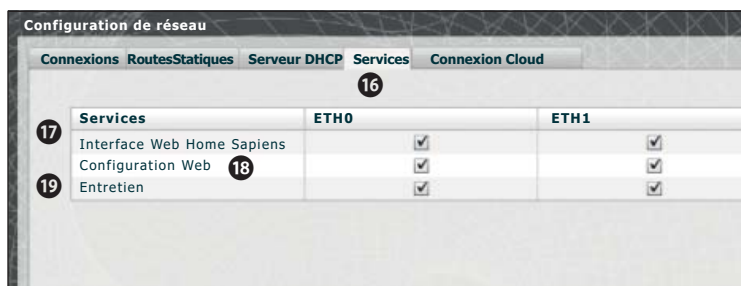 Configuration de réseau
Connexions RoutesStatiques Serveur DHCP Services Connexion Cloud
16
Services ETH0 ETH1
17
Interface Web Home Sapiens
Configuration Web 18
19 Entretien